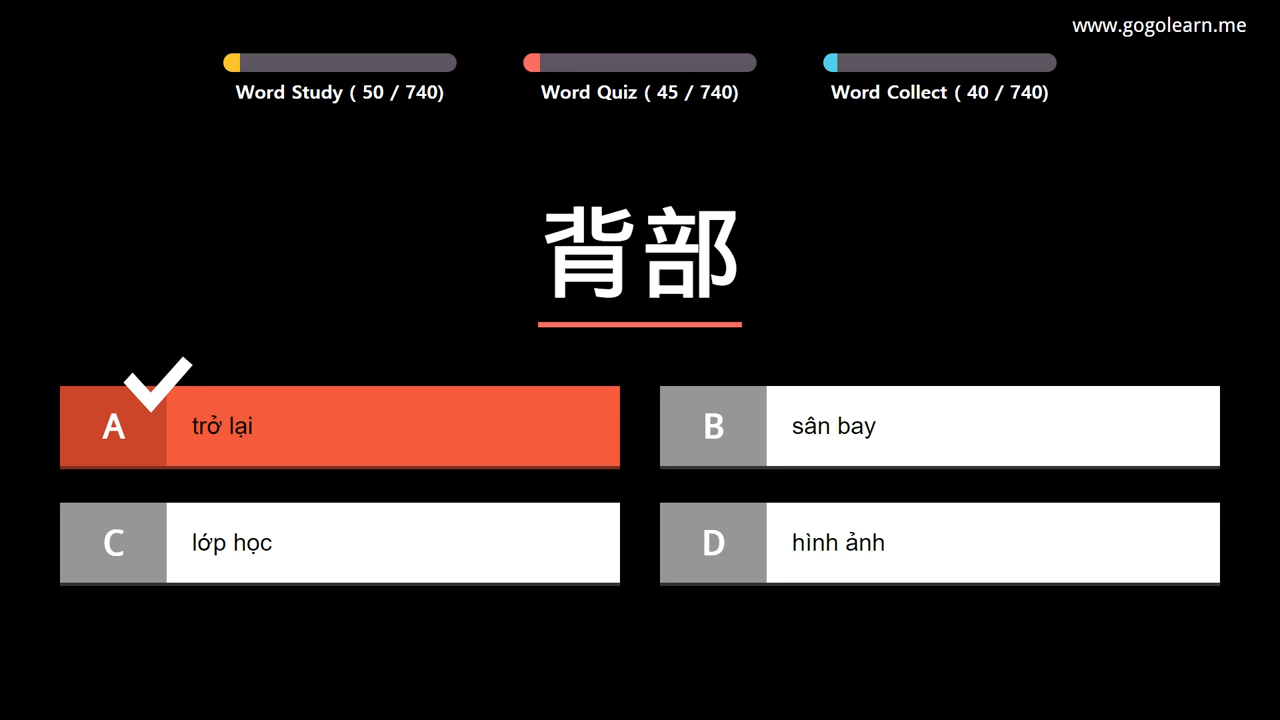 www.gogolearn.me
Word Study ( 50 / 740)
Word Quiz ( 45 / 740)
Word Collect ( 40 / 740)
背部
A trở lại
B sân bay
C lớp học
D hình ảnh